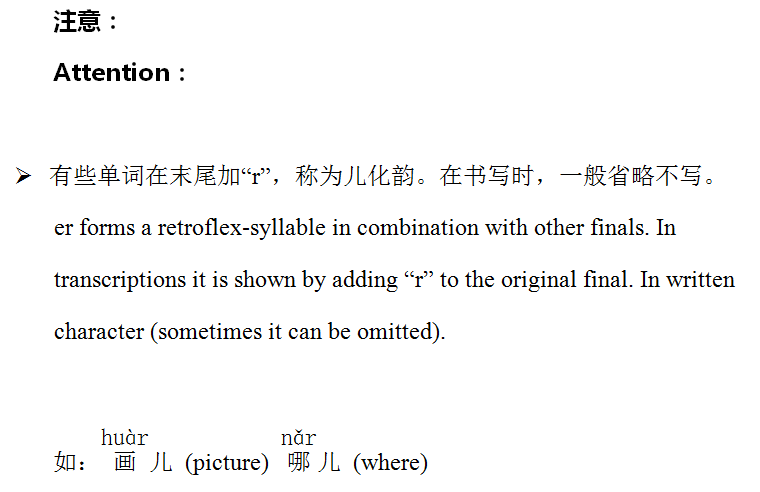 注意：
Attention：
➢ 有些单词在末尾加“r”，称为儿化韵。在书写时，一般省略不写。
er forms a retroflex-syllable in combination with other finals. In
transcriptions it is shown by adding “r” to the original final. In written
character (sometimes it can be omitted).
huàr nǎr
如：画 儿 (picture) 哪 儿 (where)